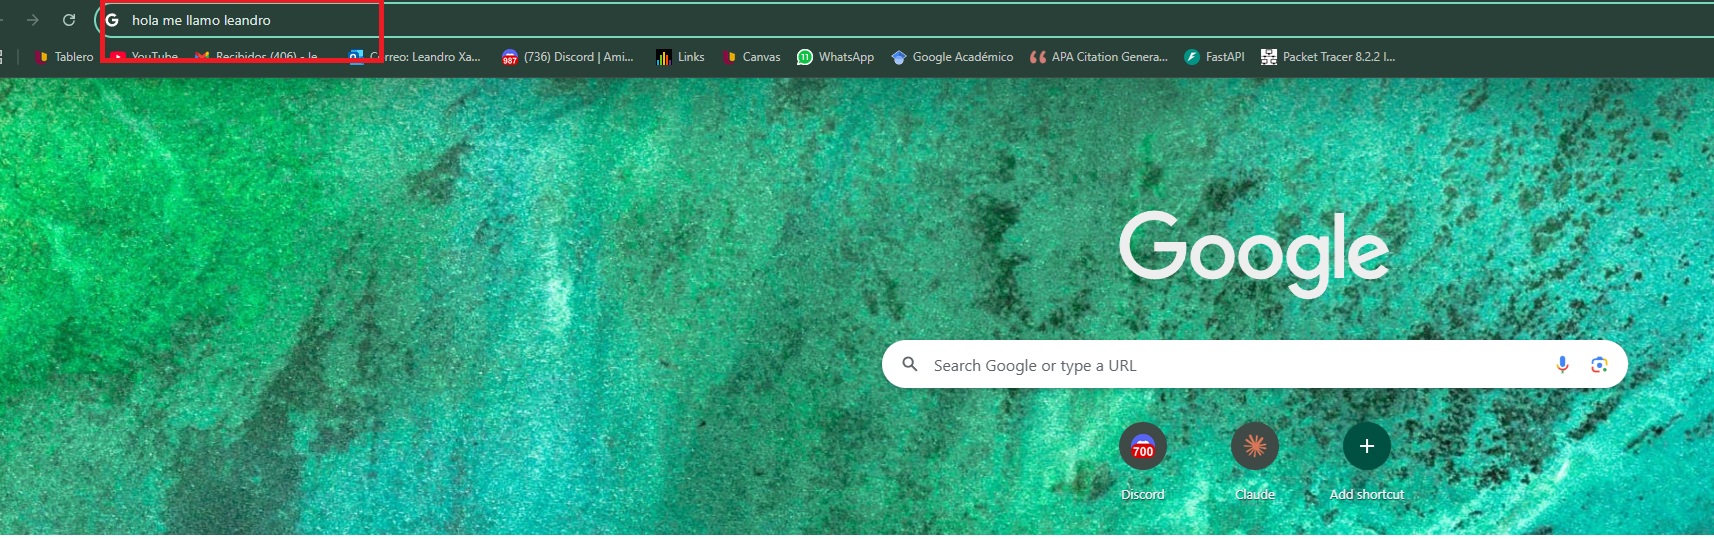 hola me llamo leandro
Tablero YouTube Recibidos (406) - le... Correo: Leandro Xa... 987 (736) Discord | Ami... Links Canvas 11 WhatsApp Google Académico APA Citation Genera... FastAPI Packet Tracer 8.2.2 I...
Google
Search Google or type a URL
700
Discord Claude Add shortcut